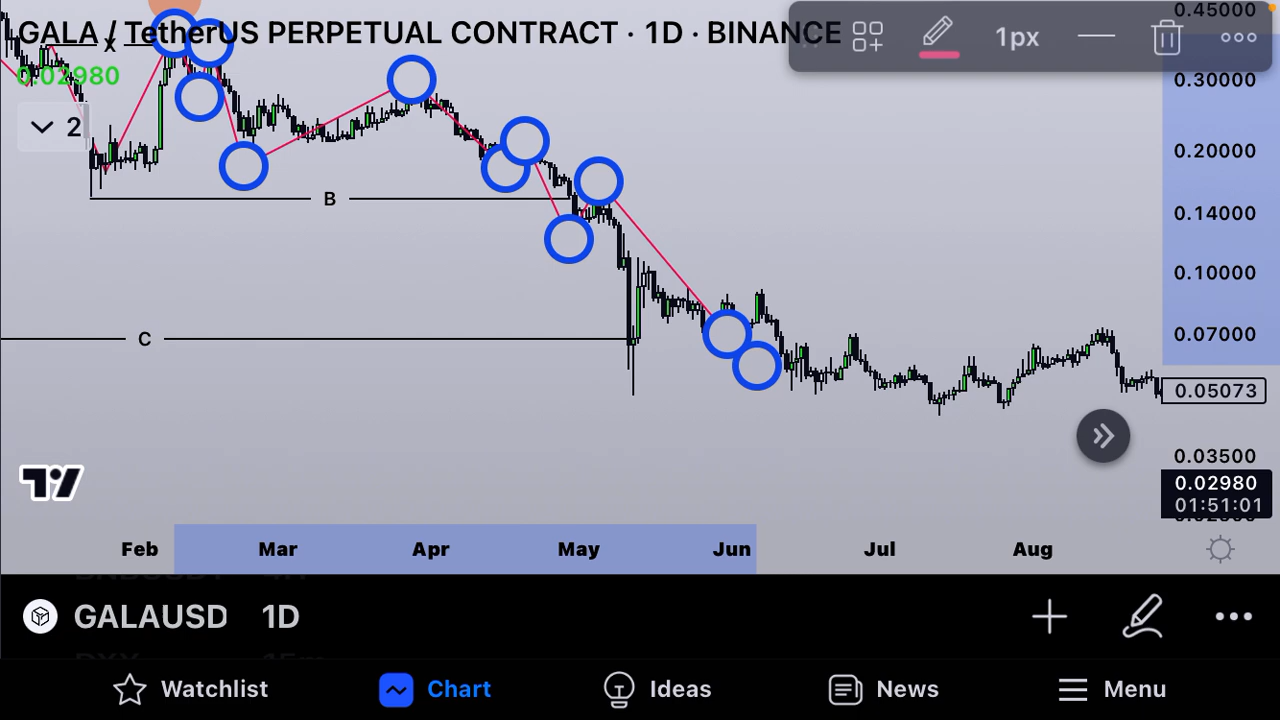 GALA / TetherUS PERPETUAL CONTRACT · 1D · BINANCE
X
0.02980
2
1px
0.45000
0.30000
0.20000
0.14000
0.10000
0.07000
0.05073
0.03500
0.02980
01:51:01
B
C
Feb
Mar
Apr
May
Jun
Jul
Aug
GALAUSD 1D
Watchlist
Chart
Ideas
News
Menu